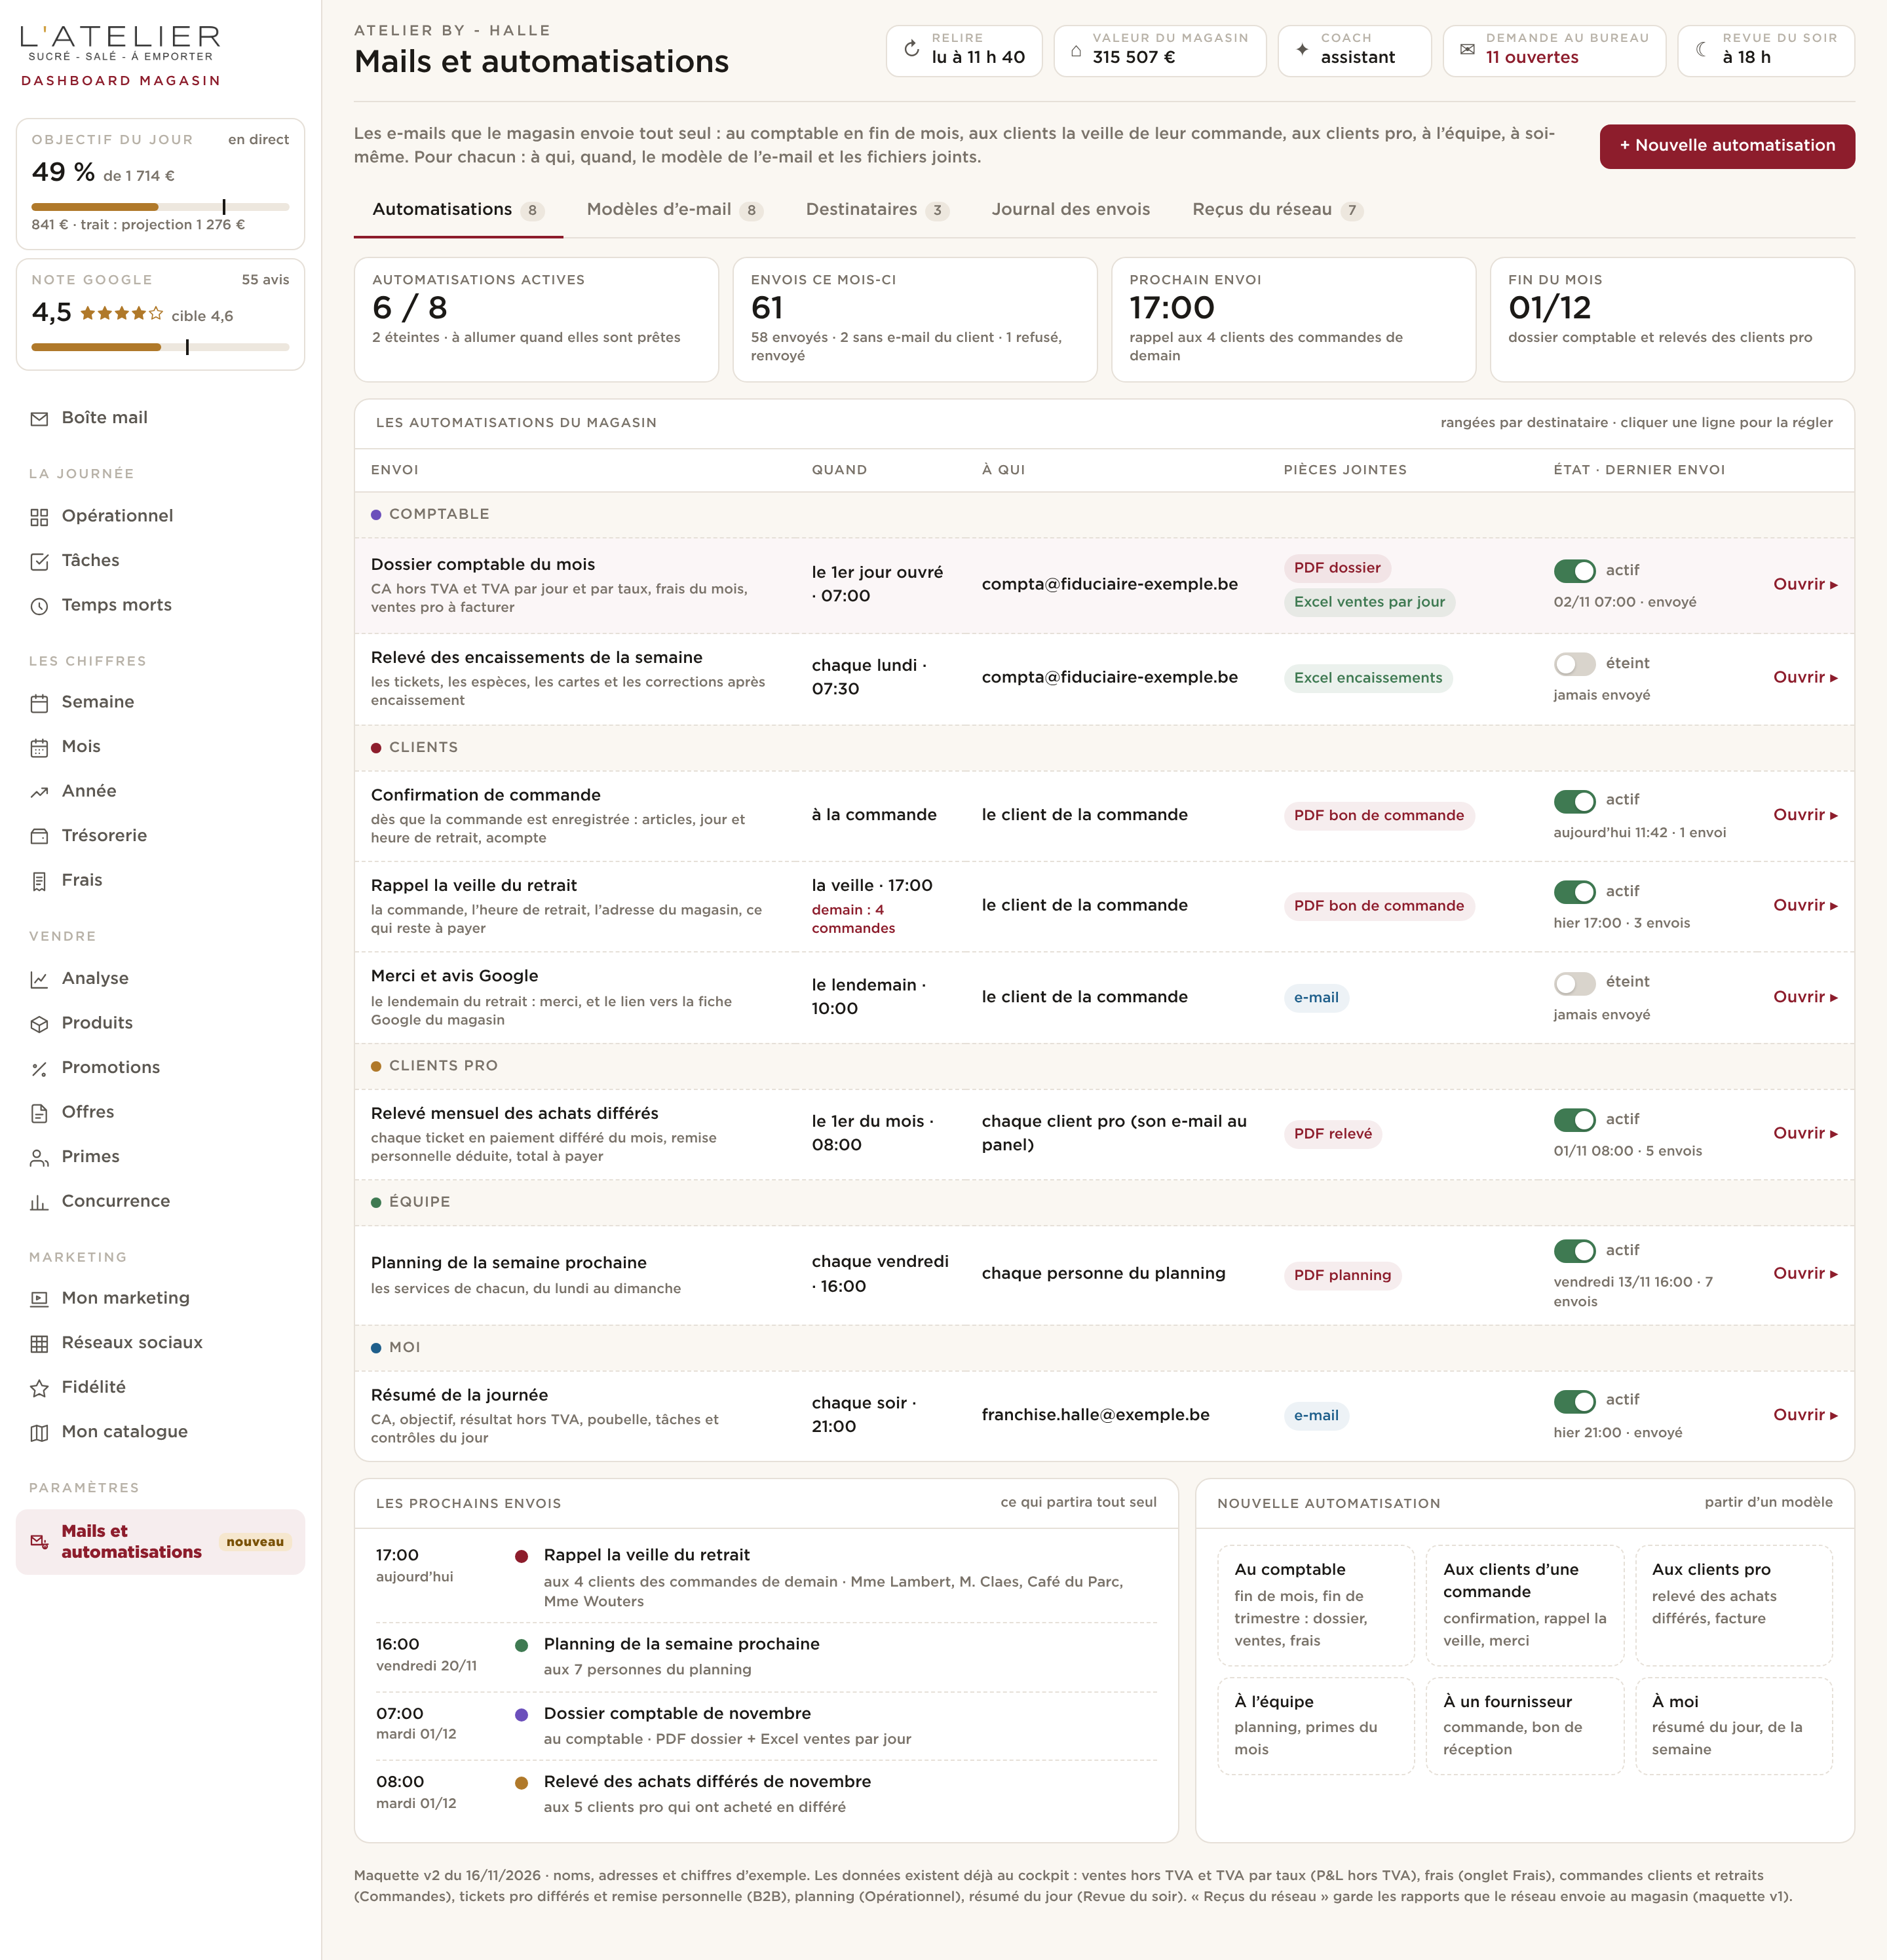 L'ATELIER
SUCRÉ - SALÉ - À EMPORTER
DASHBOARD MAGASIN
OBJECTIF DU JOUR
en direct
49 % de 1 714 €
841 € · trait : projection 1 276 €
NOTE GOOGLE
55 avis
4,5 ★★★★☆ cible 4,6
Boîte mail
LA JOURNÉE
Opérationnel
Tâches
Temps morts
LES CHIFFRES
Semaine
Mois
Année
Trésorerie
Frais
VENDRE
Analyse
Produits
Promotions
Offres
Primes
Concurrence
MARKETING
Mon marketing
Réseaux sociaux
Fidélité
Mon catalogue
PARAMÈTRES
Mails et
automatisations
nouveau
ATELIER BY - HALLE
Mails et automatisations
RELIRE
lu à 11 h 40
VALEUR DU MAGASIN
315 507 €
COACH
assistant
DEMANDE AU BUREAU
11 ouvertes
REVUE DU SOIR
à 18 h
Les e-mails que le magasin envoie tout seul : au comptable en fin de mois, aux clients la veille de leur commande, aux clients pro, à l’équipe, à soi-
même. Pour chacun : à qui, quand, le modèle de l’e-mail et les fichiers joints.
+ Nouvelle automatisation
Automatisations 8
Modèles d’e-mail 8
Destinataires 3
Journal des envois
Reçus du réseau 7
AUTOMATISATIONS ACTIVES
6 / 8
2 éteintes · à allumer quand elles sont prêtes
ENVOIS CE MOIS-CI
61
58 envoyés · 2 sans e-mail du client · 1 refusé,
renvoyé
PROCHAIN ENVOI
17:00
rappel aux 4 clients des commandes de
demain
FIN DU MOIS
01/12
dossier comptable et relevés des clients pro
LES AUTOMATISATIONS DU MAGASIN
rangées par destinataire · cliquer une ligne pour la régler
ENVOI
QUAND
À QUI
PIÈCES JOINTES
ÉTAT · DERNIER ENVOI
COMPTABLE
Dossier comptable du mois
CA hors TVA et TVA par jour et par taux, frais du mois,
ventes pro à facturer
le 1er jour ouvré
· 07:00
compta@fiduciaire-exemple.be
PDF dossier
Excel ventes par jour
actif
02/11 07:00 · envoyé
Ouvrir ▸
Relevé des encaissements de la semaine
les tickets, les espèces, les cartes et les corrections après
encaissement
chaque lundi ·
07:30
compta@fiduciaire-exemple.be
Excel encaissements
éteint
jamais envoyé
Ouvrir ▸
CLIENTS
Confirmation de commande
dès que la commande est enregistrée : articles, jour et
heure de retrait, acompte
à la commande
le client de la commande
PDF bon de commande
actif
aujourd’hui 11:42 · 1 envoi
Ouvrir ▸
Rappel la veille du retrait
la commande, l’heure de retrait, l’adresse du magasin, ce
qui reste à payer
la veille · 17:00
demain : 4
commandes
le client de la commande
PDF bon de commande
actif
hier 17:00 · 3 envois
Ouvrir ▸
Merci et avis Google
le lendemain du retrait : merci, et le lien vers la fiche
Google du magasin
le lendemain ·
10:00
le client de la commande
e-mail
éteint
jamais envoyé
Ouvrir ▸
CLIENTS PRO
Relevé mensuel des achats différés
chaque ticket en paiement différé du mois, remise
personnelle déduite, total à payer
le 1er du mois ·
08:00
chaque client pro (son e-mail au
panel)
PDF relevé
actif
01/11 08:00 · 5 envois
Ouvrir ▸
ÉQUIPE
Planning de la semaine prochaine
les services de chacun, du lundi au dimanche
chaque vendredi
· 16:00
chaque personne du planning
PDF planning
actif
vendredi 13/11 16:00 · 7
envois
Ouvrir ▸
MOI
Résumé de la journée
CA, objectif, résultat hors TVA, poubelle, tâches et
contrôles du jour
chaque soir ·
21:00
franchise.halle@exemple.be
e-mail
actif
hier 21:00 · envoyé
Ouvrir ▸
LES PROCHAINS ENVOIS
ce qui partira tout seul
17:00
aujourd’hui
Rappel la veille du retrait
aux 4 clients des commandes de demain · Mme Lambert, M. Claes, Café du Parc,
Mme Wouters
16:00
vendredi 20/11
Planning de la semaine prochaine
aux 7 personnes du planning
07:00
mardi 01/12
Dossier comptable de novembre
au comptable · PDF dossier + Excel ventes par jour
08:00
mardi 01/12
Relevé des achats différés de novembre
aux 5 clients pro qui ont acheté en différé
NOUVELLE AUTOMATISATION
partir d’un modèle
Au comptable
fin de mois, fin de
trimestre : dossier,
ventes, frais
Aux clients d’une
commande
confirmation, rappel la
veille, merci
Aux clients pro
relevé des achats
différés, facture
À l’équipe
planning, primes du
mois
À un fournisseur
commande, bon de
réception
À moi
résumé du jour, de la
semaine
Maquette v2 du 16/11/2026 · noms, adresses et chiffres d’exemple. Les données existent déjà au cockpit : ventes hors TVA et TVA par taux (P&L hors TVA), frais (onglet Frais), commandes clients et retraits
(Commandes), tickets pro différés et remise personnelle (B2B), planning (Opérationnel), résumé du jour (Revue du soir). « Reçus du réseau » garde les rapports que le réseau envoie au magasin (maquette v1).